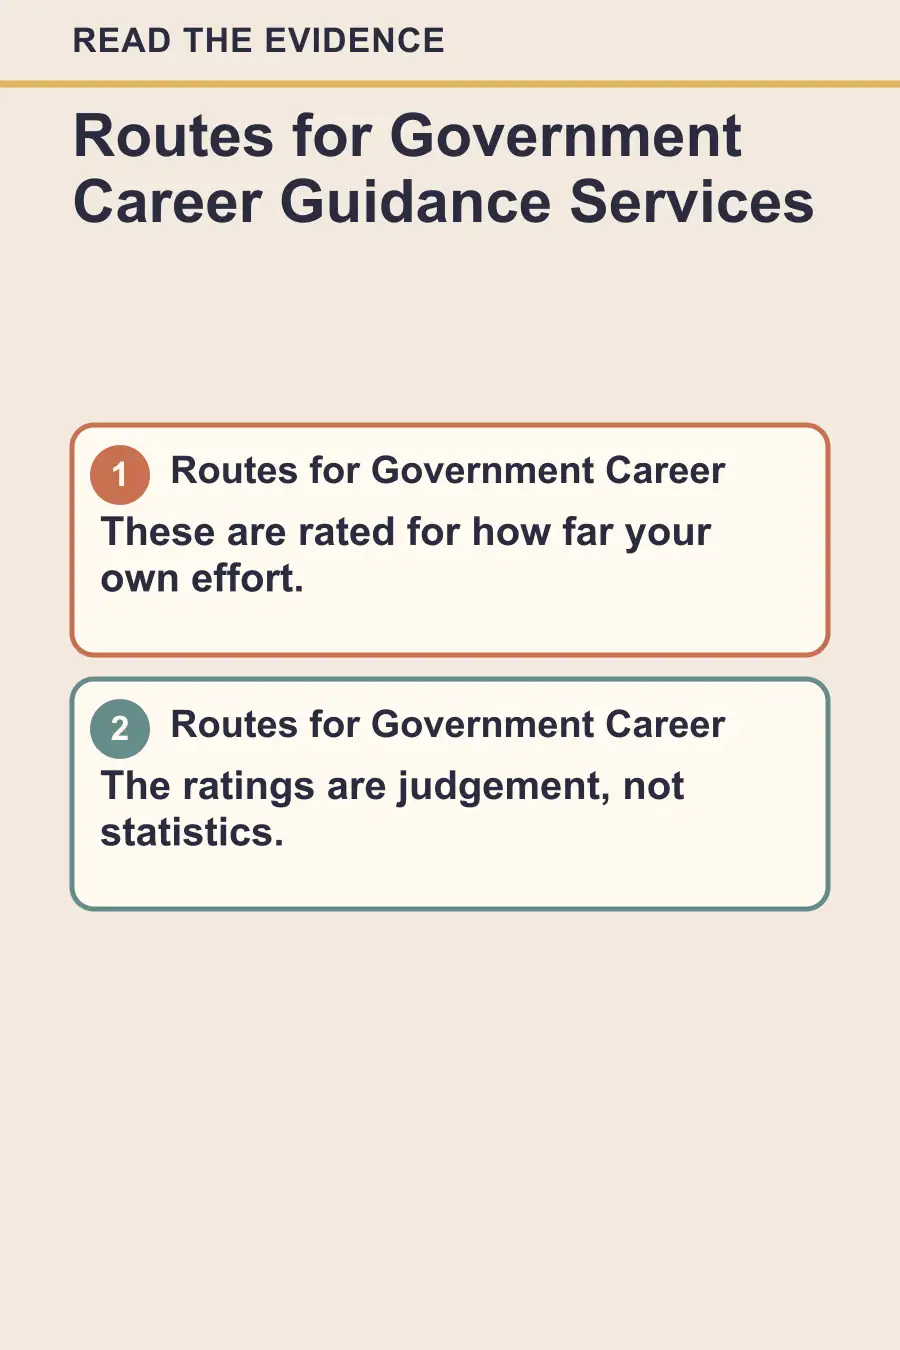 READ THE EVIDENCE
Routes for Government
Career Guidance Services
1
Routes for Government Career
These are rated for how far your
own effort.
2
Routes for Government Career
The ratings are judgement, not
statistics.